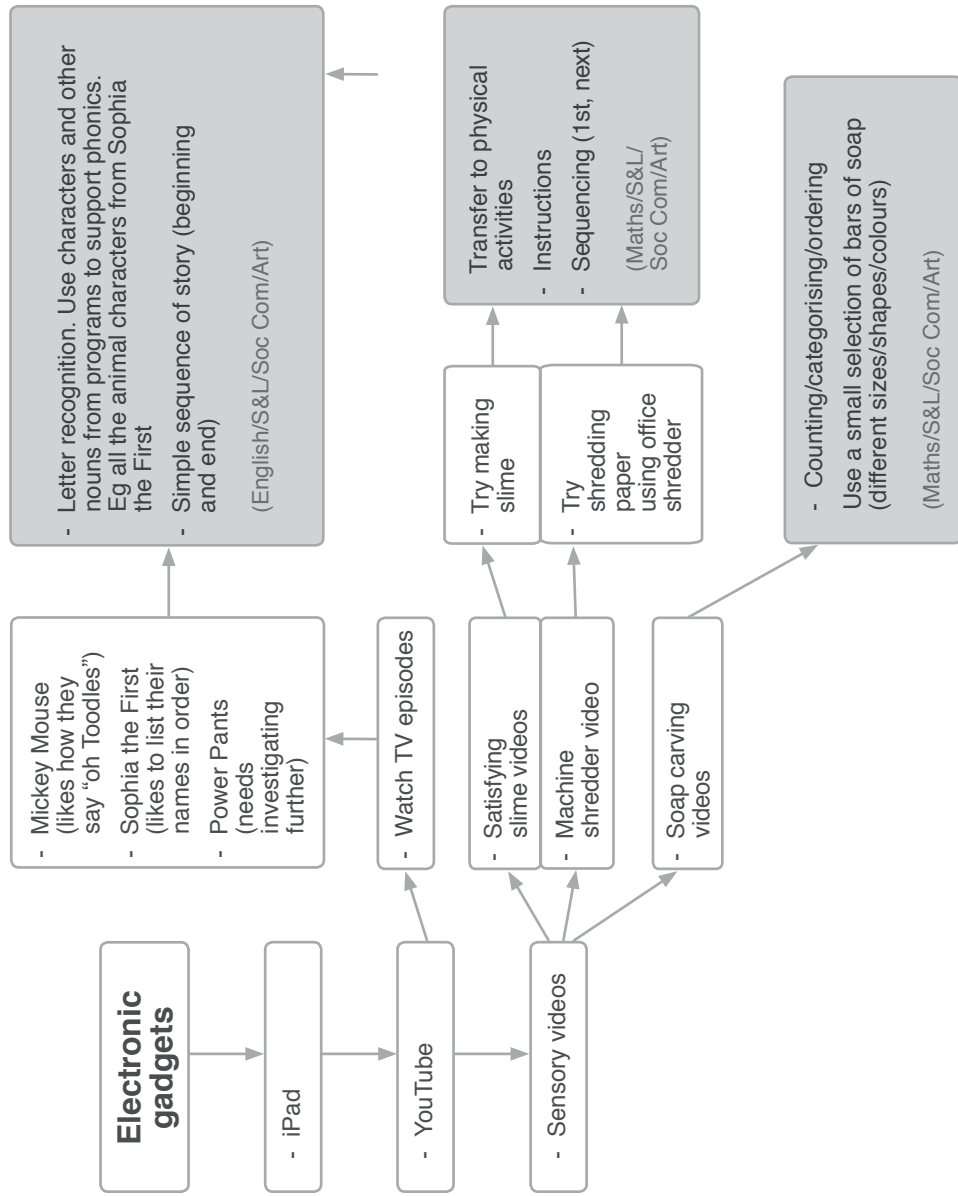 Electronic
gadgets
- iPad
- YouTube
- Sensory videos
- Mickey Mouse
(likes how they
say “oh Toodles”)
- Sophia the First
(likes to list their
names in order)
- Power Pants
(needs
investigating
further)
- Watch TV episodes
- Satisfying
slime videos
- Machine
shredder video
- Soap carving
videos
- Try making
slime
- Try
shredding
paper
using office
shredder
- Letter recognition. Use characters and other
nouns from programs to support phonics.
Eg all the animal characters from Sophia
the First
- Simple sequence of story (beginning
and end)
(English/S&L/Soc Com/Art)
Transfer to physical
activities
- Instructions
- Sequencing (1st, next)
(Maths/S&L/
Soc Com/Art)
- Counting/categorising/ordering
Use a small selection of bars of soap
(different sizes/shapes/colours)
(Maths/S&L/Soc Com/Art)